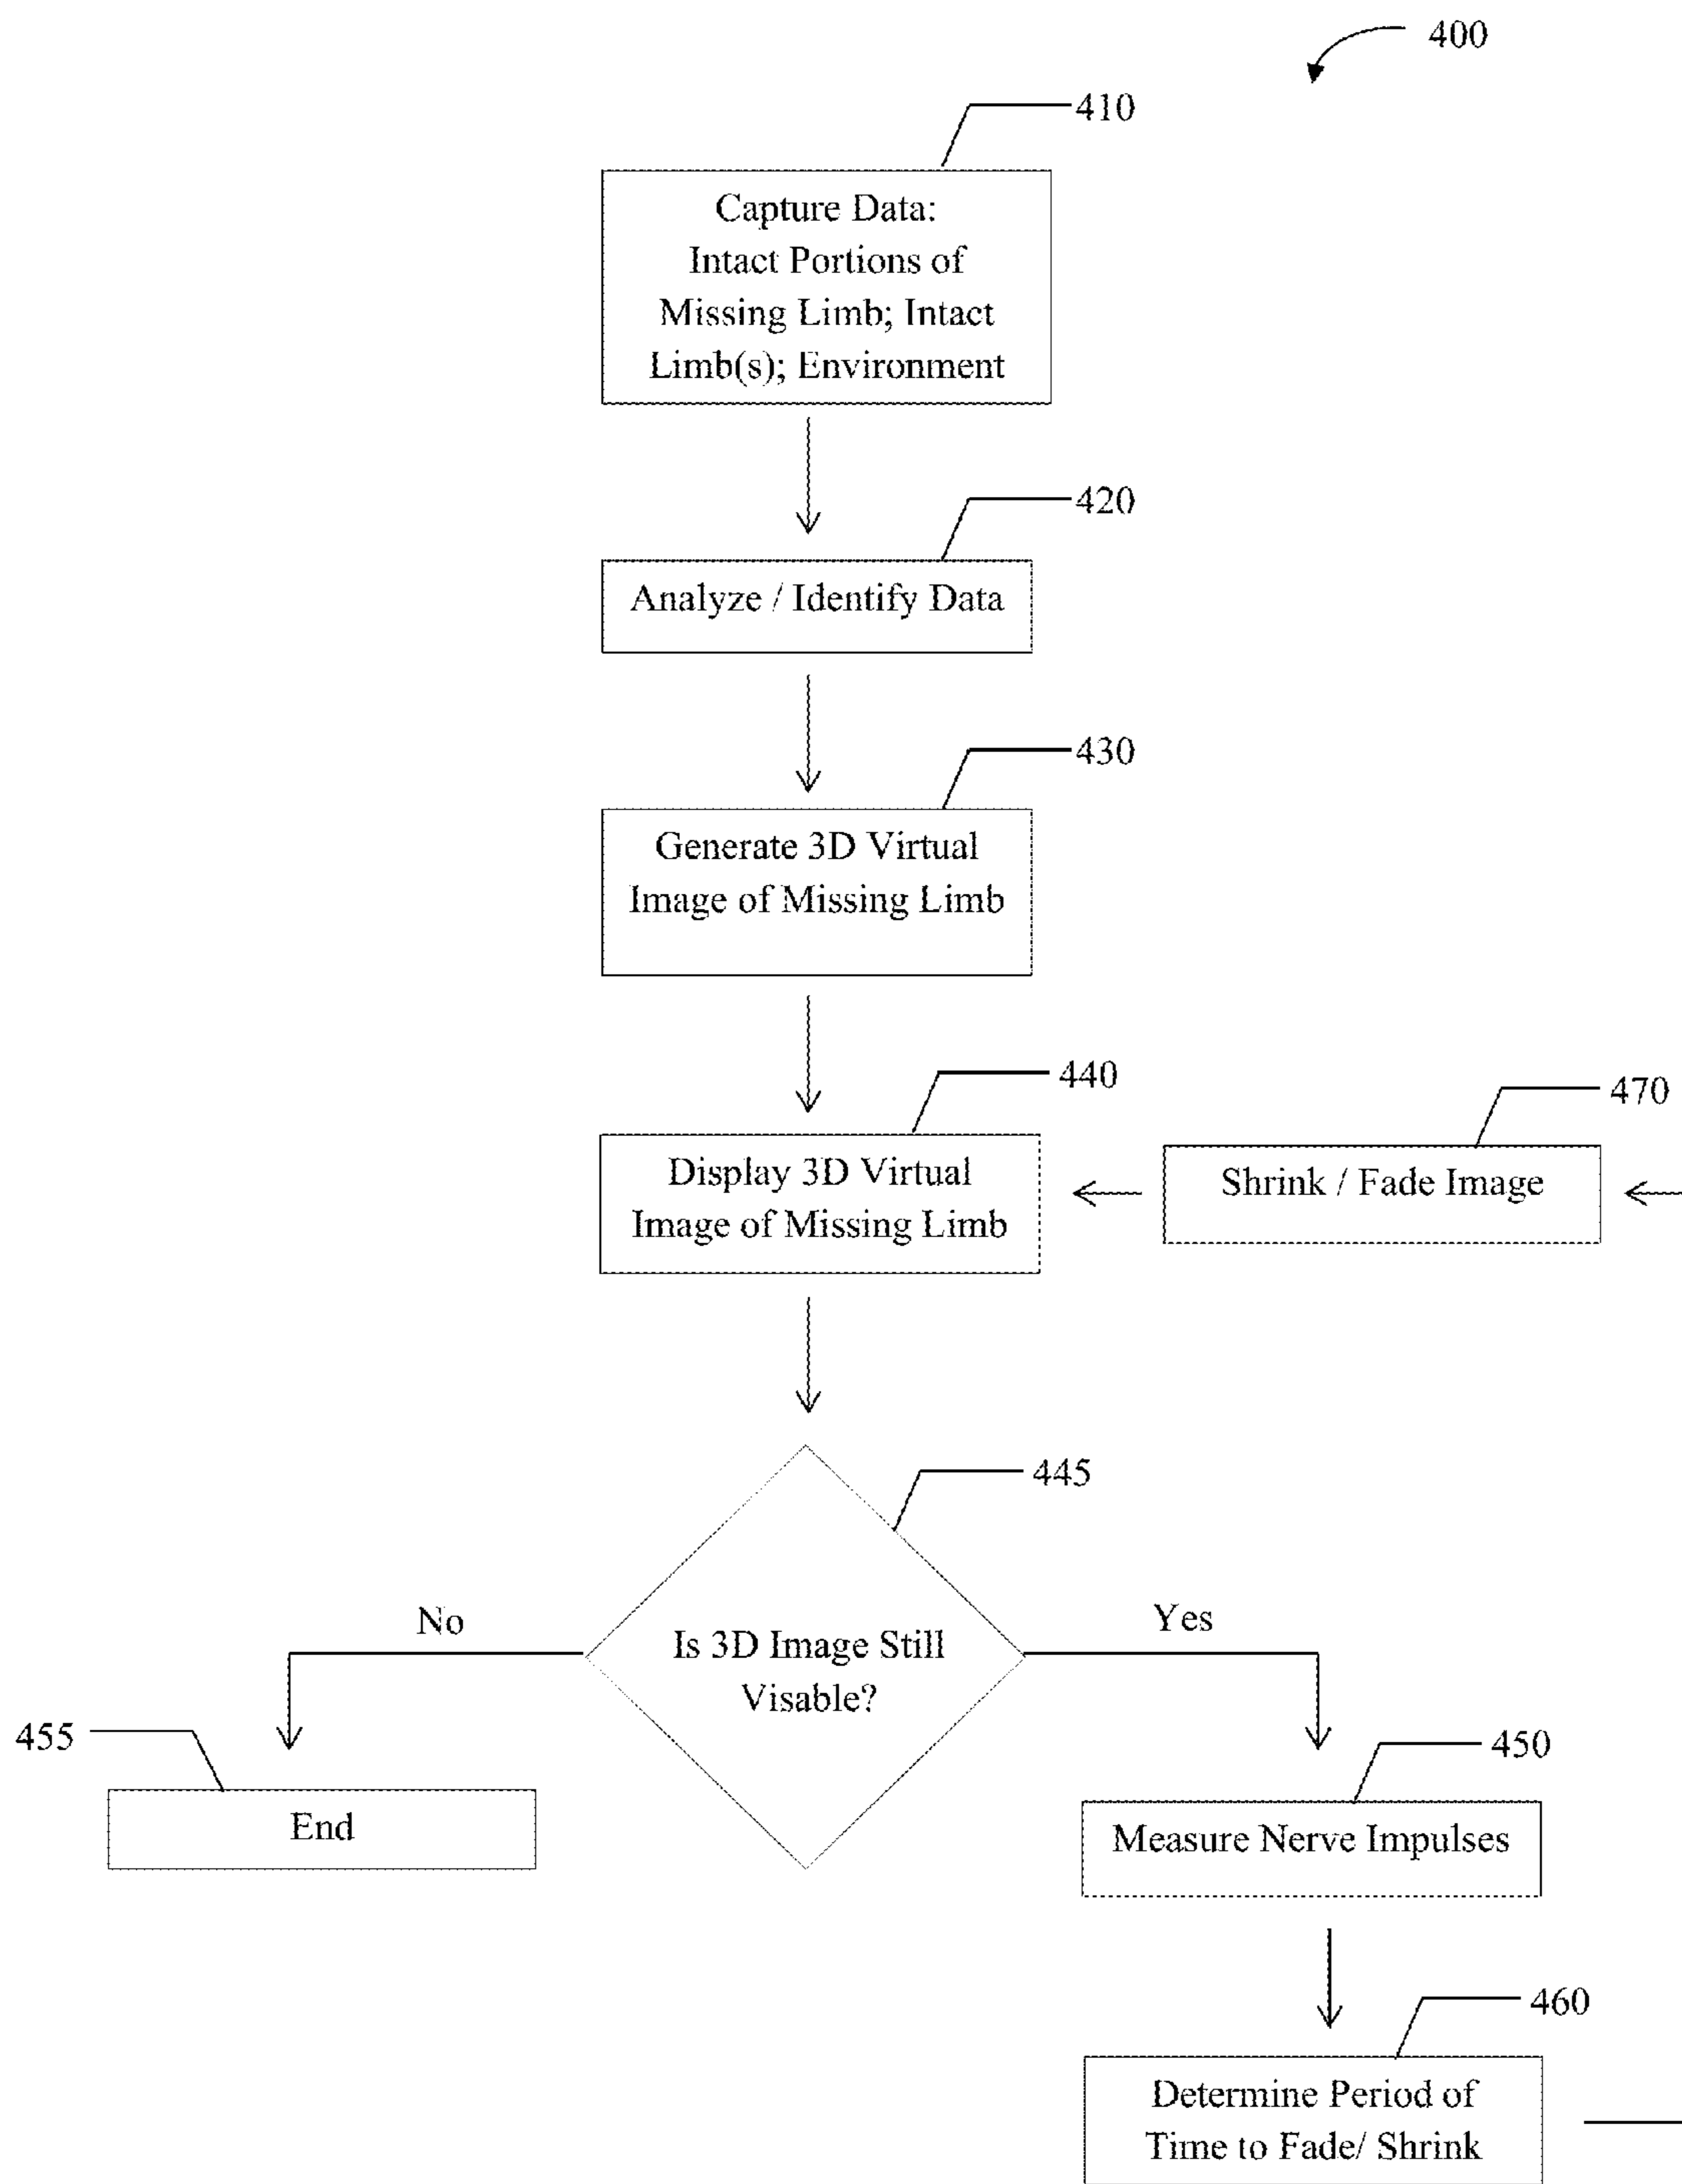 400
410
Capture Data:
Intact Portions of
Missing Limb; Intact
Limb(s); Environment
420
Analyze / Identify Data
430
Generate 3D Virtual
Image of Missing Limb
440
Display 3D Virtual
Image of Missing Limb
470
Shrink / Fade Image
445
Is 3D Image Still
Visable?
No
Yes
455
End
450
Measure Nerve Impulses
460
Determine Period of
Time to Fade/ Shrink